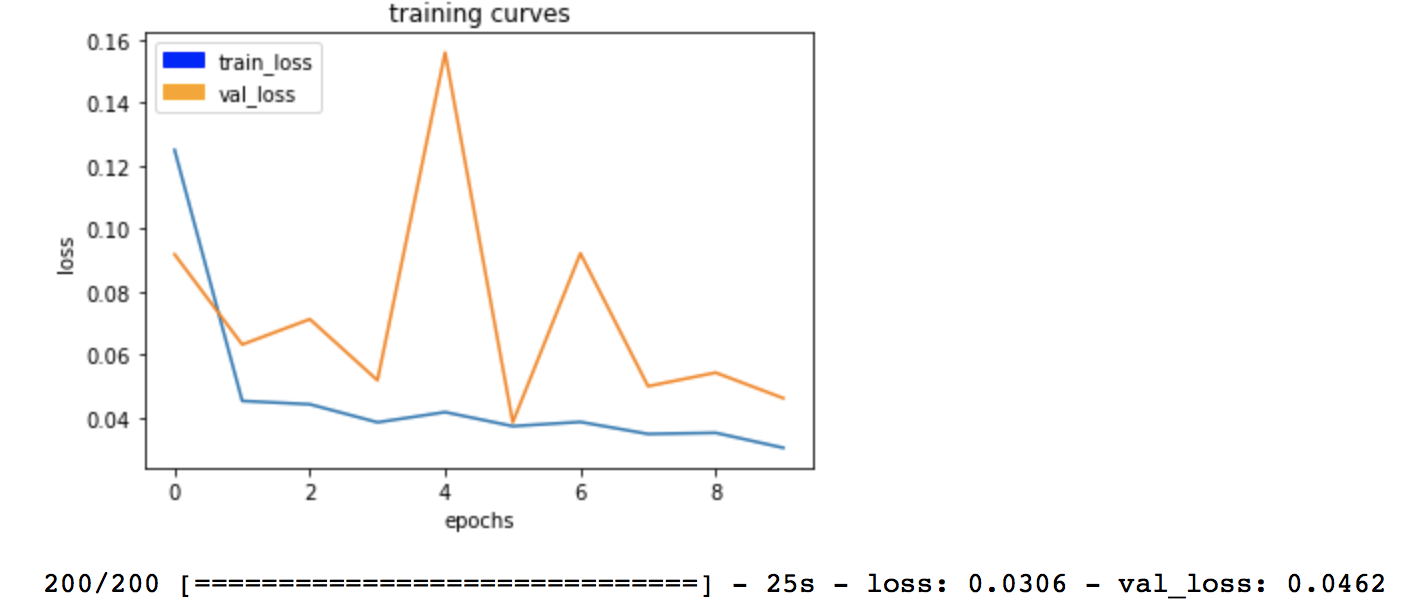 training curves
train_loss
val_loss
0.16
0.14
0.12
0.10
0.08
0.06
0.04
loss
0 2 4 6 8
epochs
200/200 [==============================] - 25s - loss: 0.0306 - val_loss: 0.0462